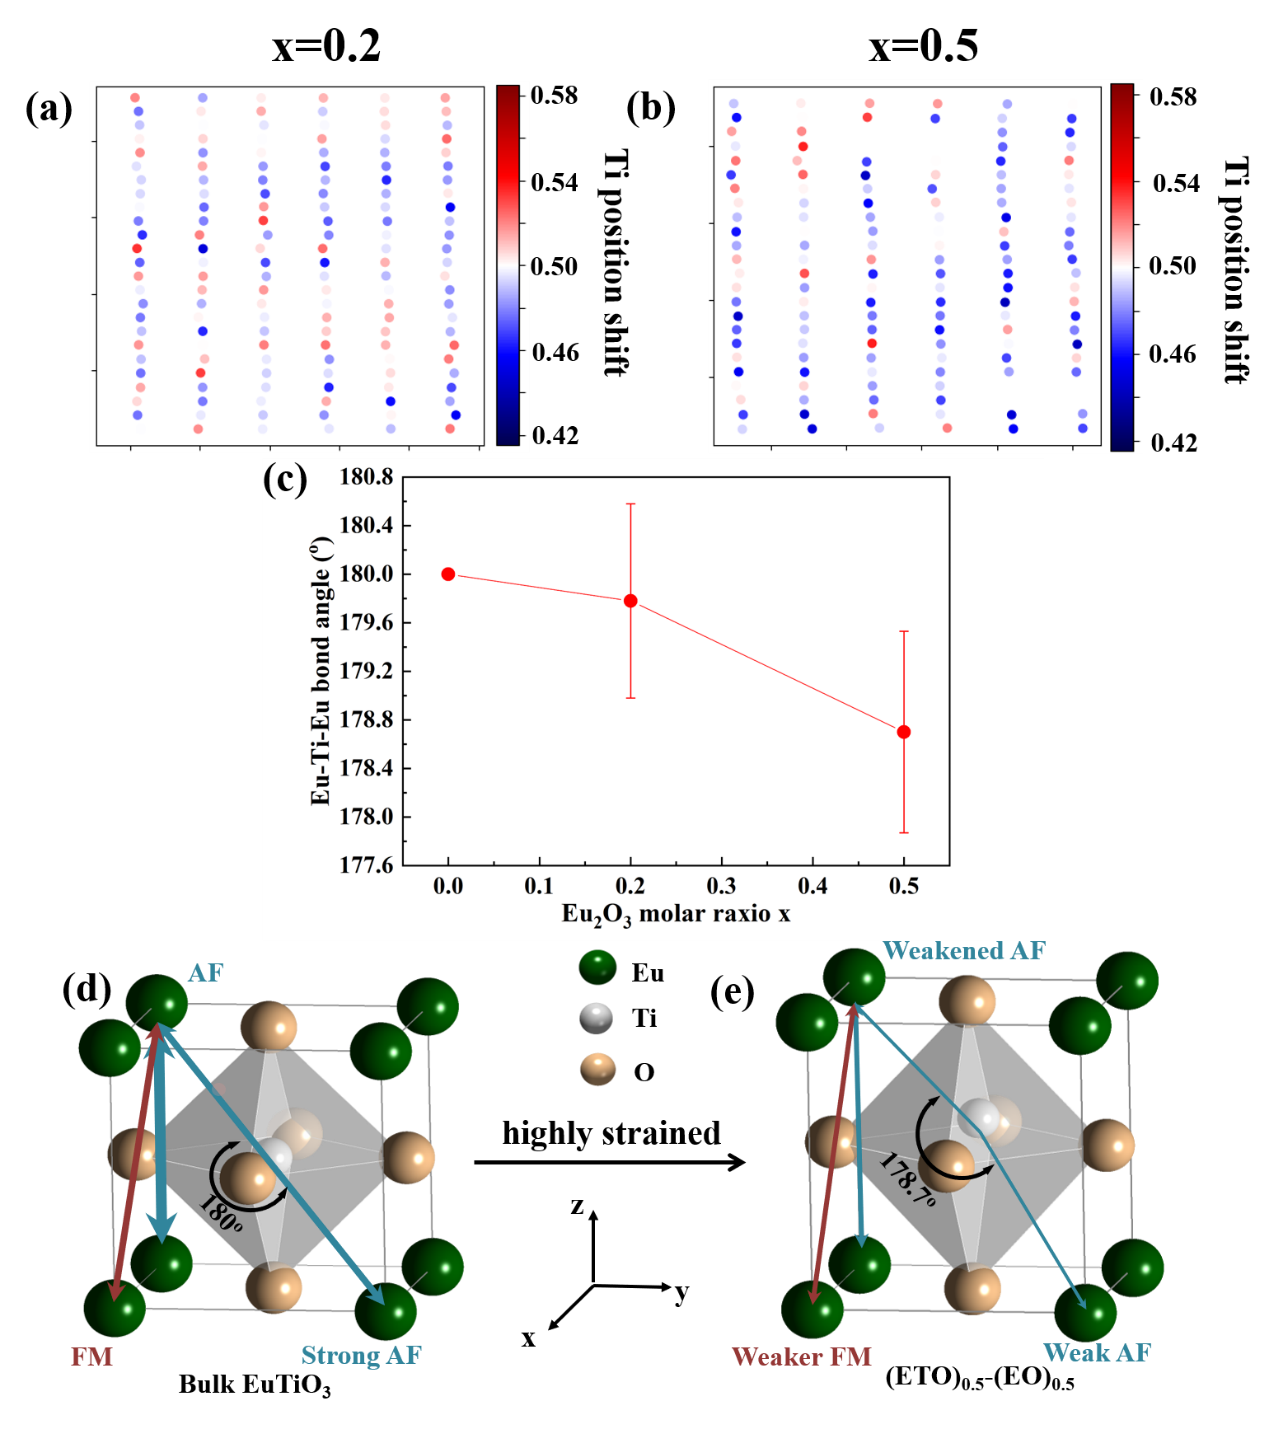 x=0.2
x=0.5
(a)
0.58
0.54
0.50
0.46
0.42
Ti position shift
(b)
0.58
0.54
0.50
0.46
0.42
Ti position shift
(c)
180.8
180.4
180.0
179.6
179.2
178.8
178.4
178.0
177.6
Eu-Ti-Eu bond angle (º)
0.0 0.1 0.2 0.3 0.4 0.5
Eu₂O₃ molar raxio x
(d)
AF
180º
FM
Strong AF
Bulk EuTiO₃
Eu
Ti
O
highly strained
z
y
x
(e)
Weakened AF
178.7º
Weaker FM
Weak AF
(ETO)₀.₅-(EO)₀.₅